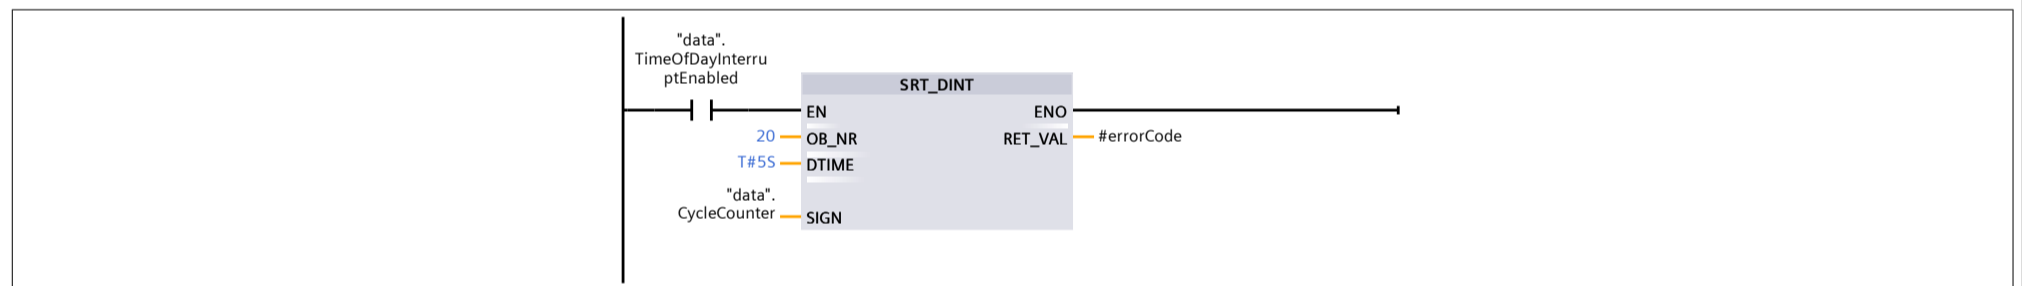 "data".
TimeOfDayInterru
ptEnabled
SRT_DINT
EN
ENO
20
OB_NR
RET_VAL
#errorCode
T#5S
DTIME
"data".
CycleCounter
SIGN